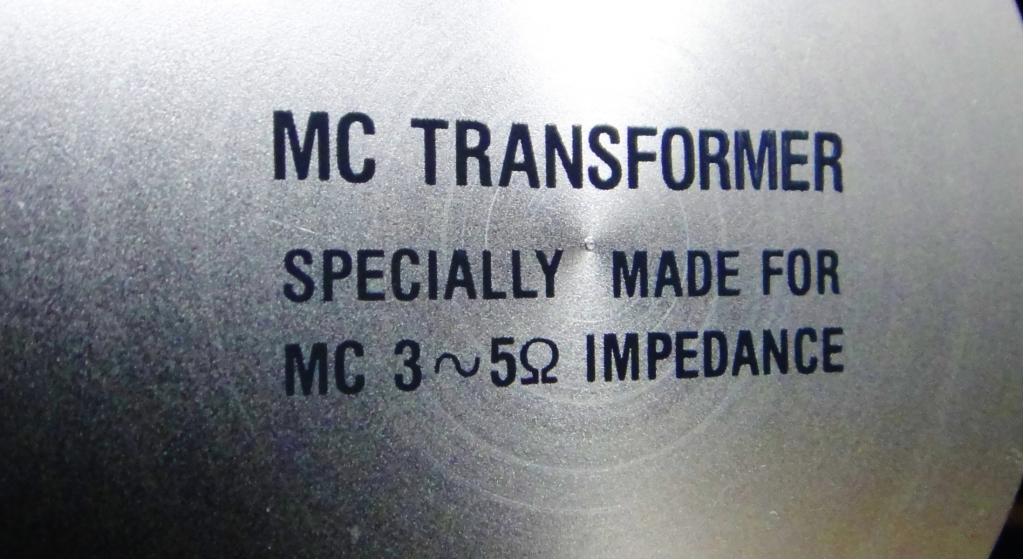 MC TRANSFORMER
SPECIALLY MADE FOR
MC 3~5Ω IMPEDANCE